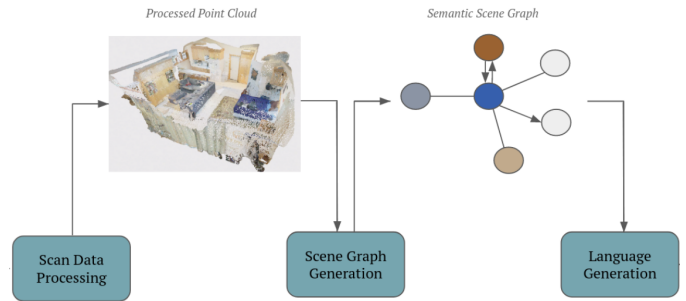 Processed Point Cloud
Semantic Scene Graph
Scan Data
Processing
Scene Graph
Generation
Language
Generation